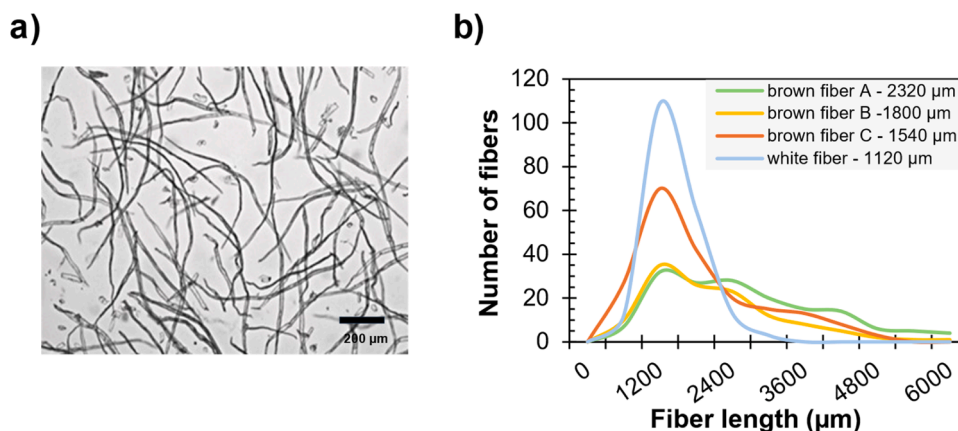 a)
200 µm
b)
120
100
80
60
40
20
0
Number of fibers
brown fiber A - 2320 µm
brown fiber B -1800 µm
brown fiber C - 1540 µm
white fiber - 1120 µm
0 1200 2400 3600 4800 6000
Fiber length (µm)